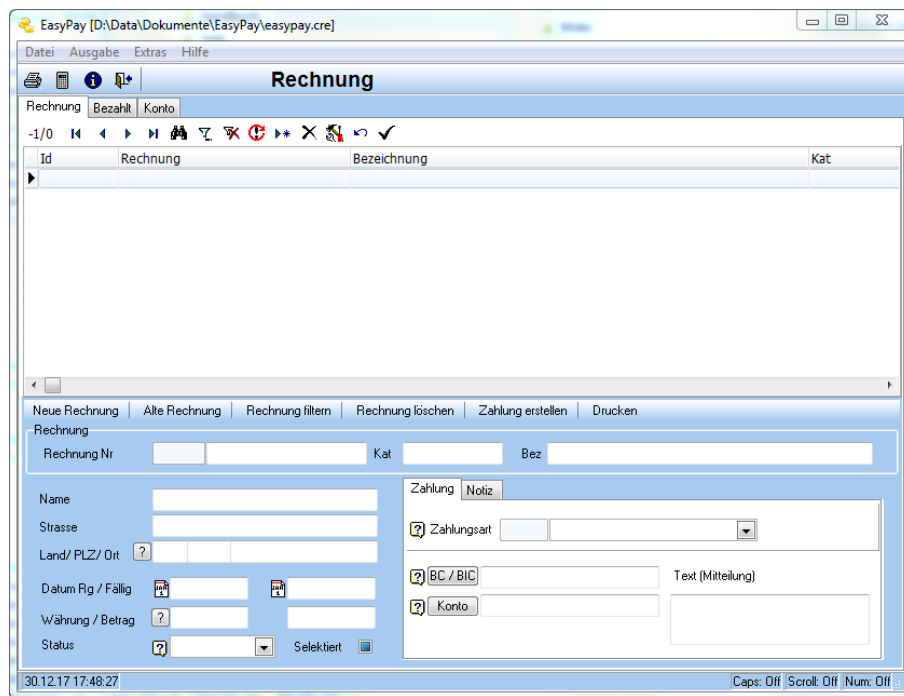 EasyPay [D:\Data\Dokumente\EasyPay\easypay.cre]
Datei Ausgabe Extras Hilfe
Rechnung
Rechnung Bezahlt Konto
-1/0
Id Rechnung Bezeichnung Kat
Neue Rechnung Alte Rechnung Rechnung filtern Rechnung löschen Zahlung erstellen Drucken
Rechnung
Rechnung Nr Kat Bez
Zahlung Notiz
Name
Strasse
? Zahlungsart
Land/ PLZ/ Ort ?
Datum Rg / Fällig
? BC / BIC Text (Mitteilung)
? Konto
Währung / Betrag ?
Status ? Selektiert
30.12.17 17:48:27 Caps: Off Scroll: Off Num: Off